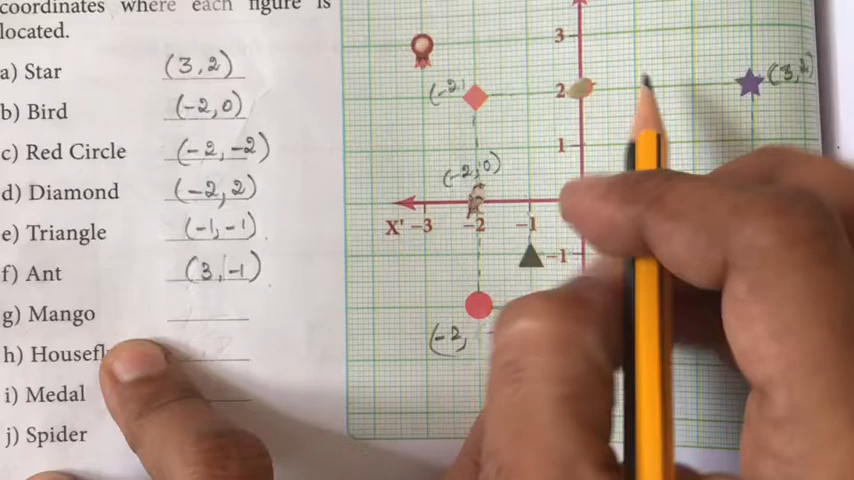 coordinates where each figure is
located.
a) Star (3,2)
b) Bird (-2,0)
c) Red Circle (-2,-2)
d) Diamond (-2,2)
e) Triangle (-1,-1)
f) Ant (3,-1)
g) Mango
h)
i) Medal
j) Spider
3
(-2,
2
(3,2)
1
(-2,0)
X' -3 -2 -1
-1
(-2,